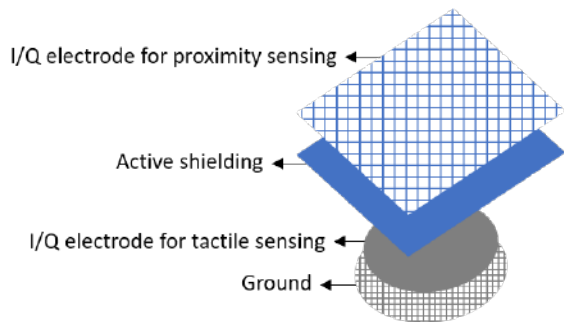 I/Q electrode for proximity sensing
Active shielding
I/Q electrode for tactile sensing
Ground